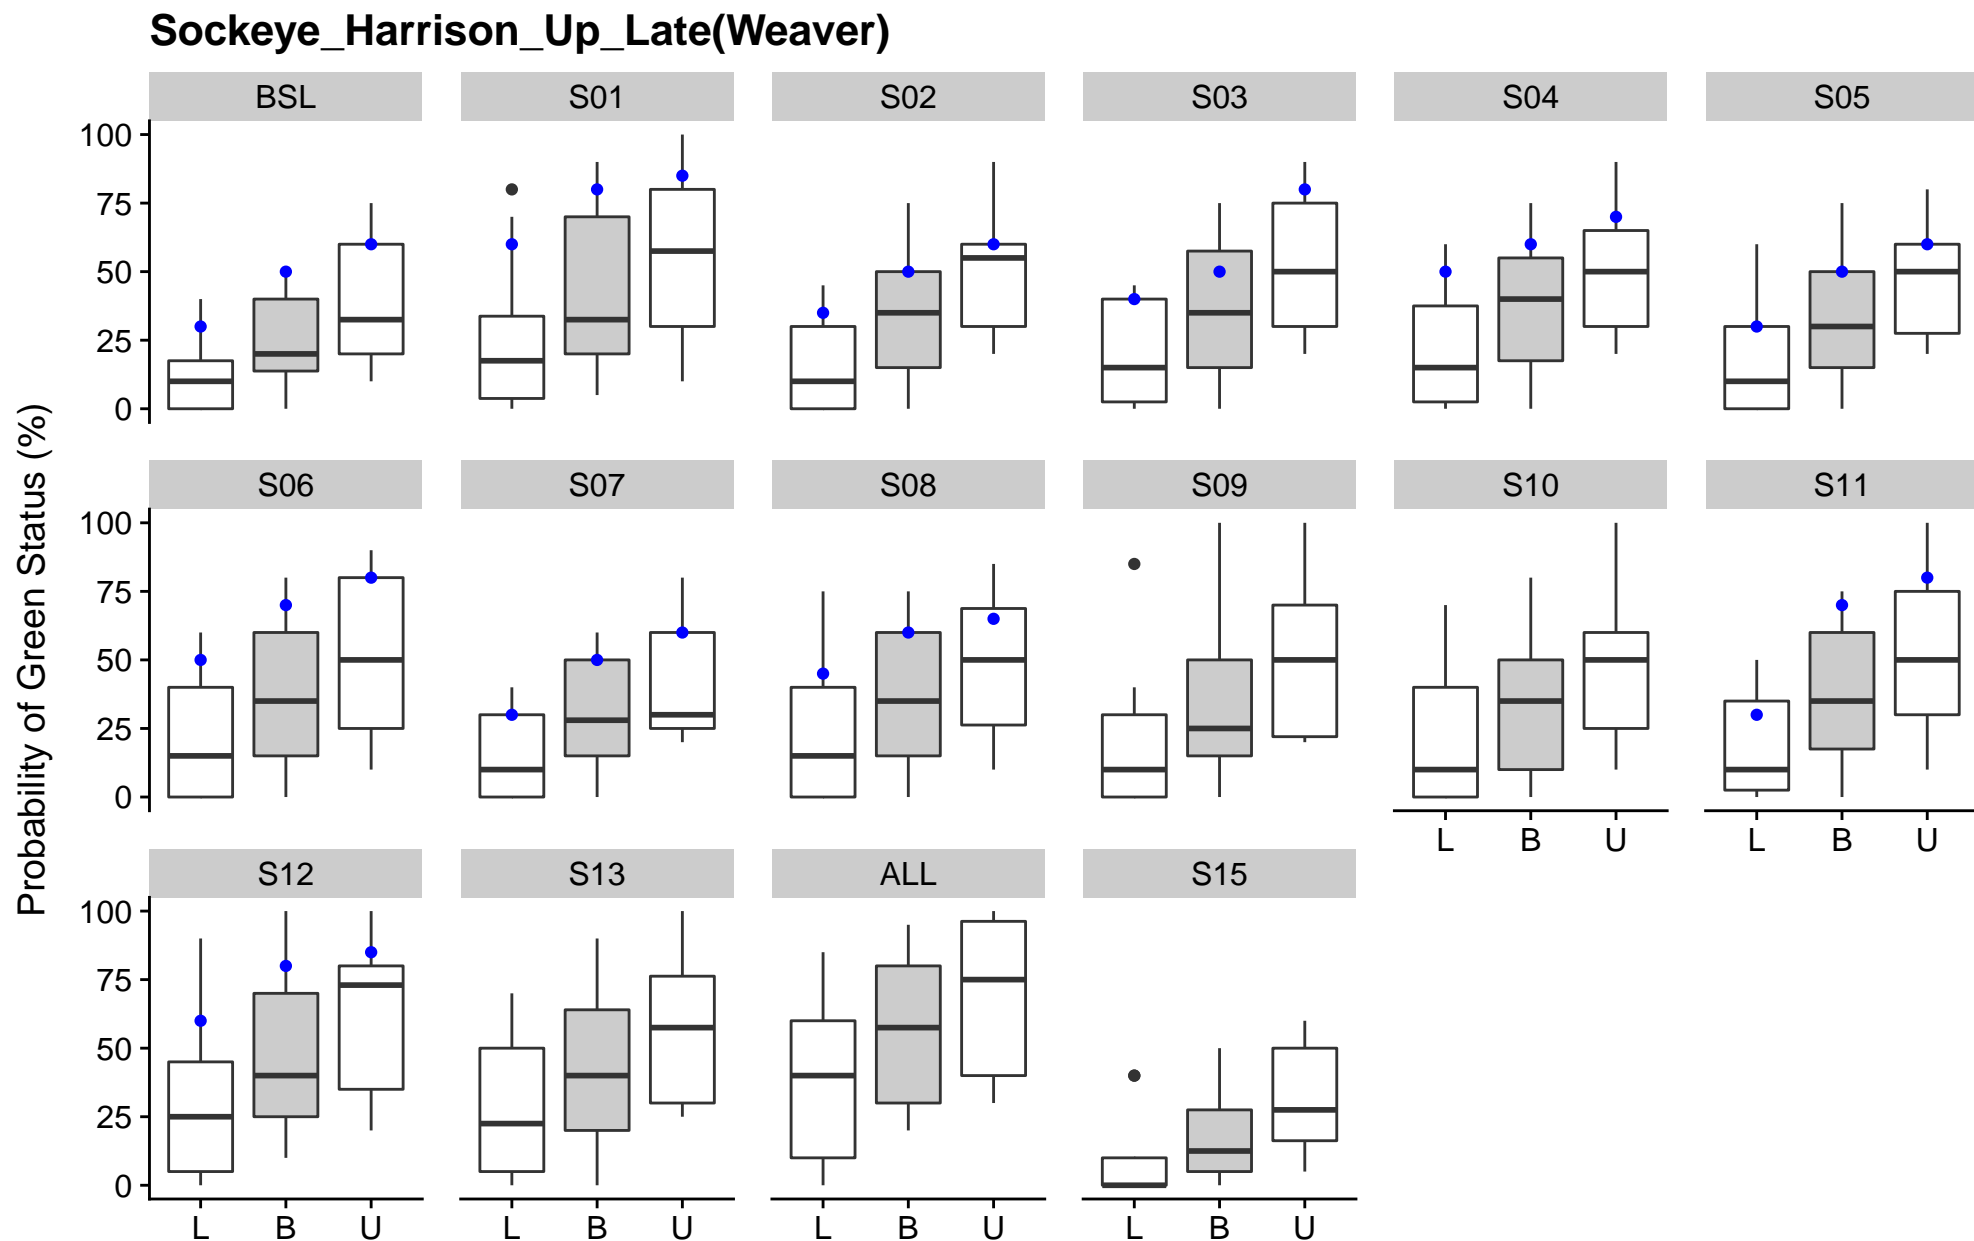 Sockeye_Harrison_Up_Late(Weaver)
BSL S01 S02 S03 S04 S05
100
75
50
25
0
Probability of Green Status (%)
S06 S07 S08 S09 S10 S11
100
75
50
25
0
L B U L B U
S12 S13 ALL S15
100
75
50
25
0
L B U L B U L B U L B U